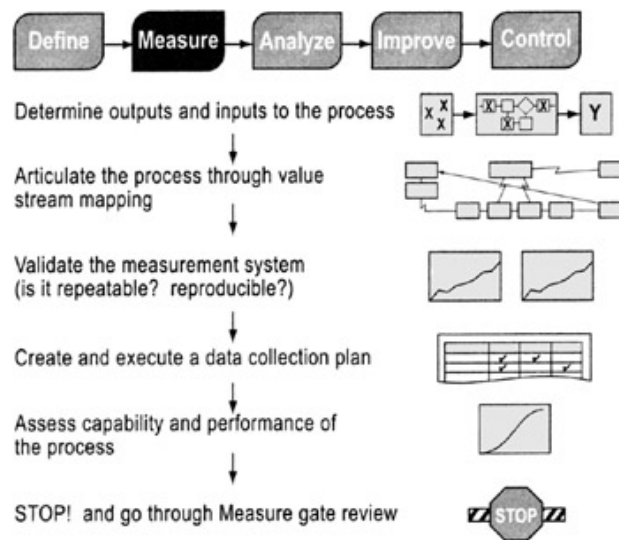 Define Measure Analyze Improve Control
Determine outputs and inputs to the process
X X X X X X Y
Articulate the process through value
stream mapping
Validate the measurement system
(is it repeatable? reproducible?)
Create and execute a data collection plan
Assess capability and performance of
the process
STOP! and go through Measure gate review
STOP